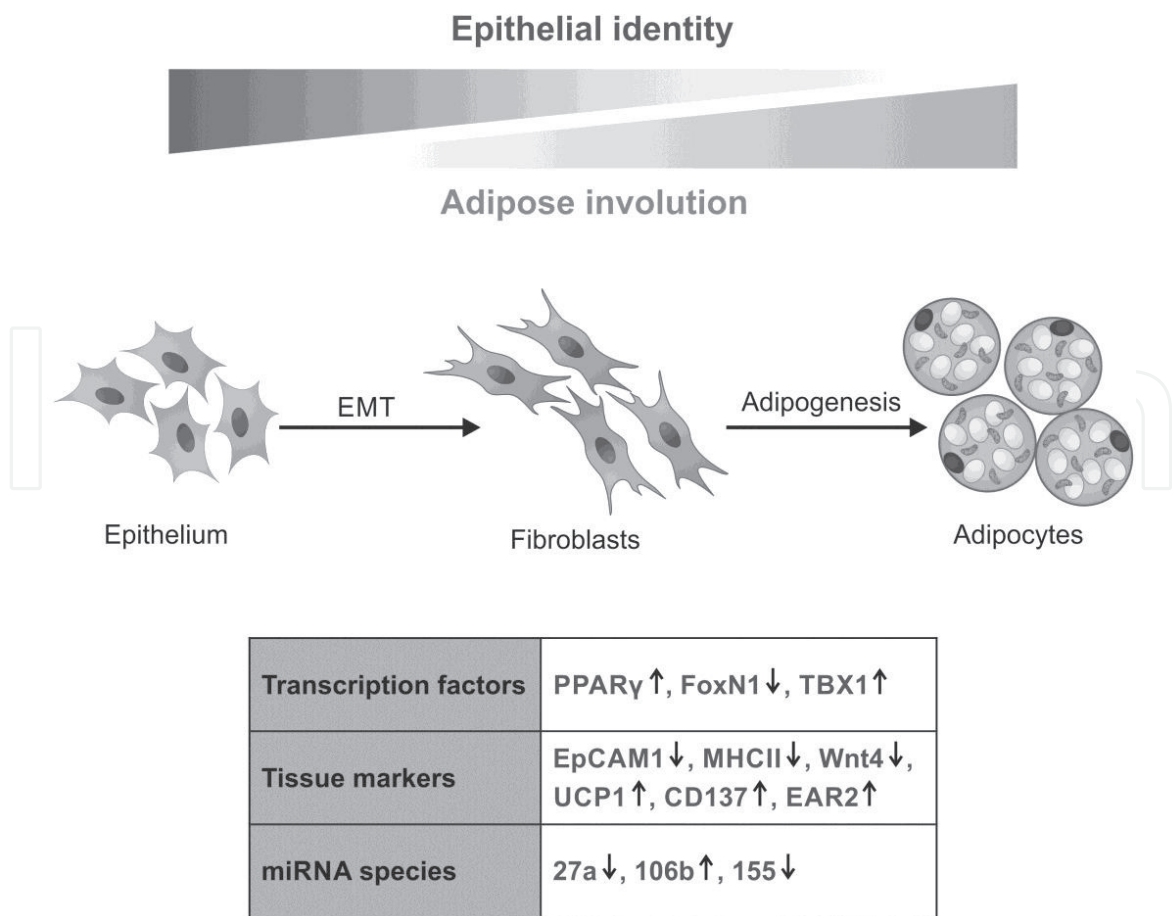 Epithelial identity
Adipose involution
EMT
Adipogenesis
Epithelium
Fibroblasts
Adipocytes
Transcription factors
PPARγ↑, FoxN1↓, TBX1↑
Tissue markers
EpCAM1↓, MHCII↓, Wnt4↓,
UCP1↑, CD137↑, EAR2↑
miRNA species
27a↓, 106b↑, 155↓